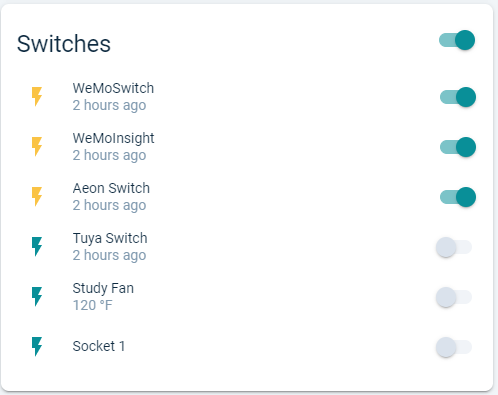 Switches
WeMoSwitch
2 hours ago
WeMoInsight
2 hours ago
Aeon Switch
2 hours ago
Tuya Switch
2 hours ago
Study Fan
120 °F
Socket 1